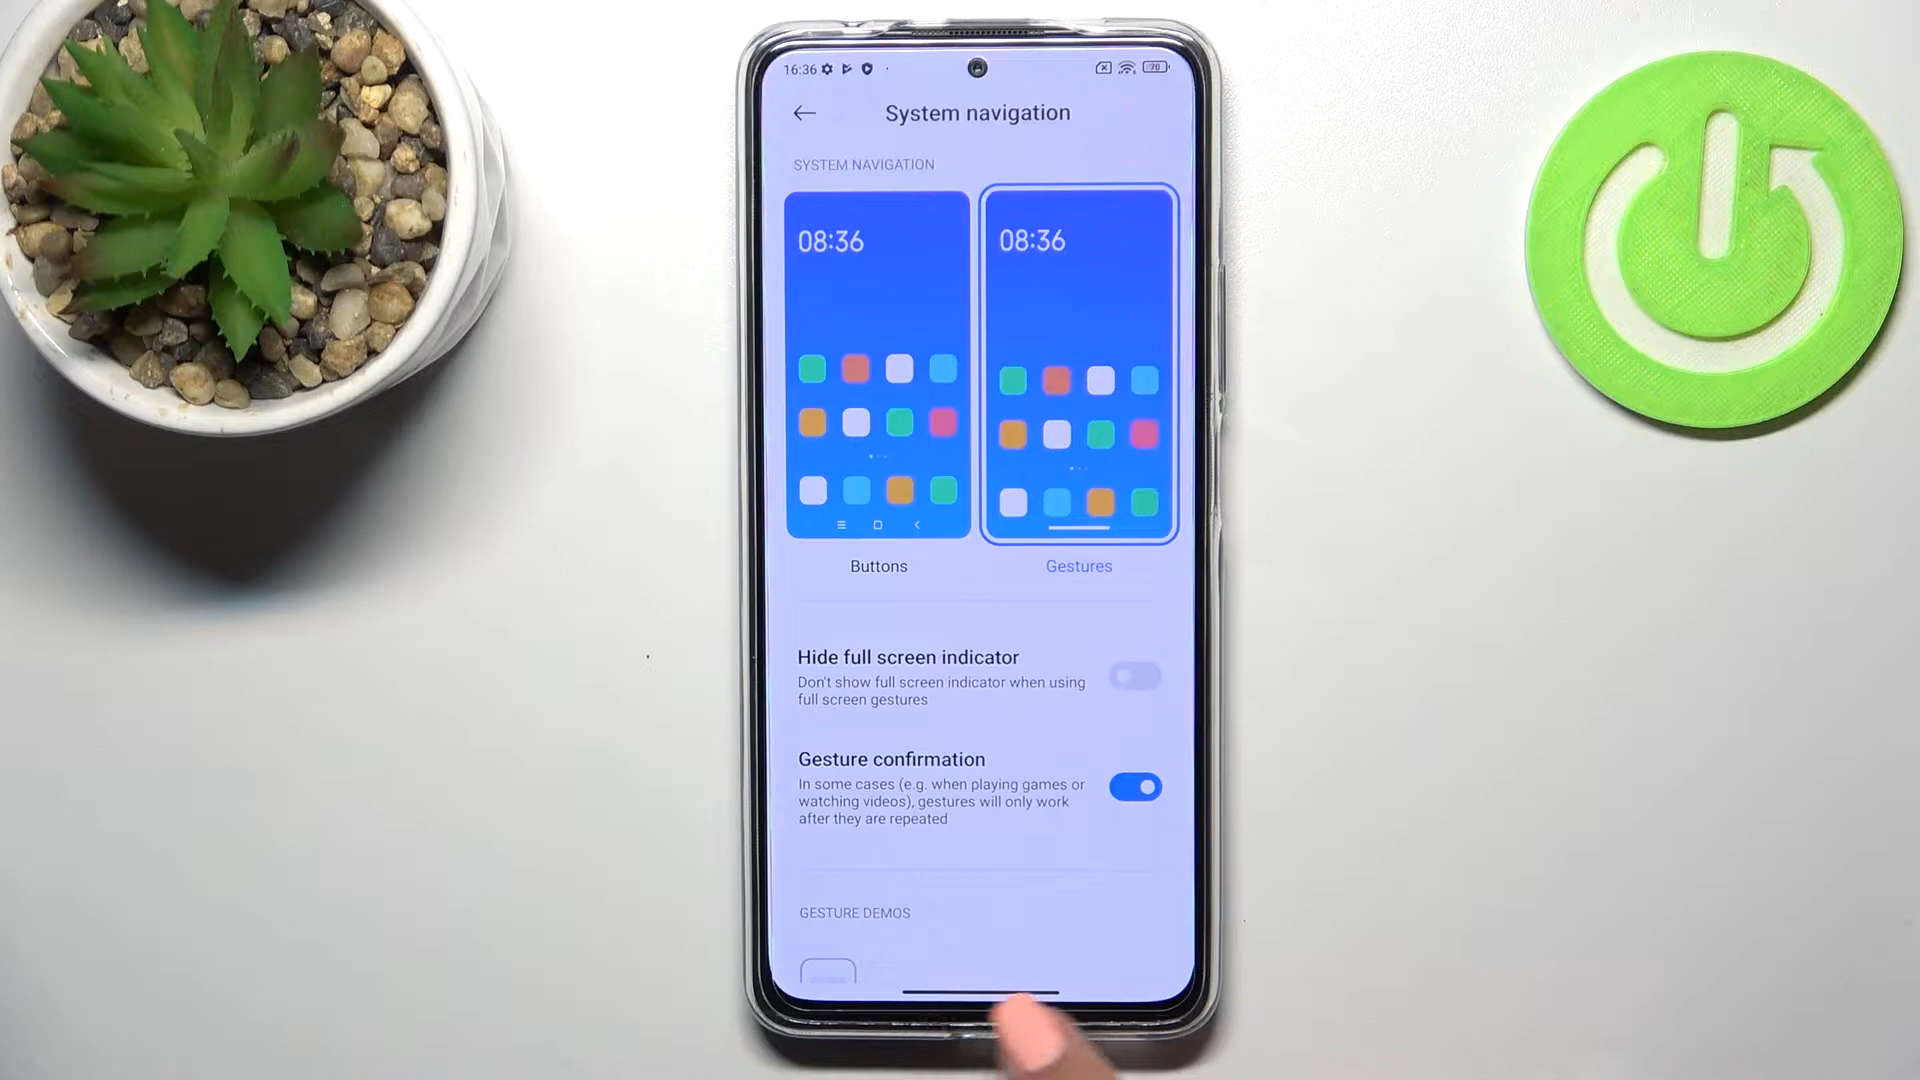 16:36
70
System navigation
SYSTEM NAVIGATION
08:36
08:36
Buttons
Gestures
Hide full screen indicator
Don't show full screen indicator when using
full screen gestures
Gesture confirmation
In some cases (e.g. when playing games or
watching videos), gestures will only work
after they are repeated
GESTURE DEMOS